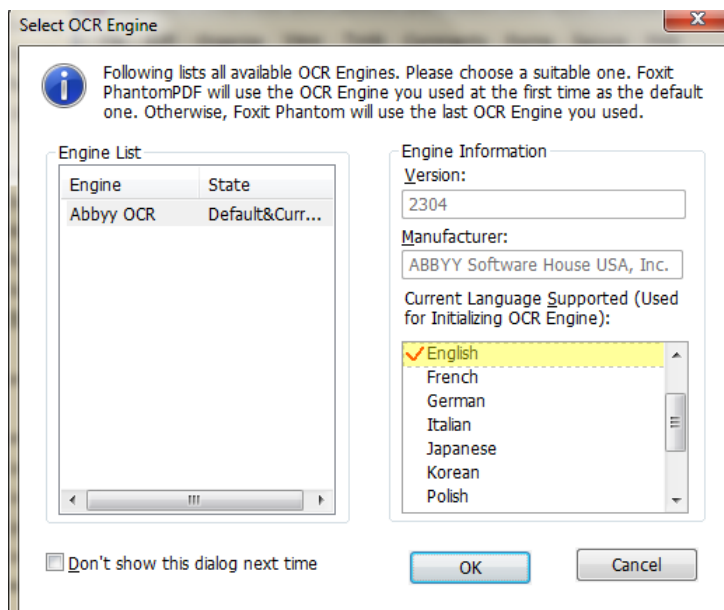 Select OCR Engine
Following lists all available OCR Engines. Please choose a suitable one. Foxit
PhantomPDF will use the OCR Engine you used at the first time as the default
one. Otherwise, Foxit Phantom will use the last OCR Engine you used.
Engine List
Engine State
Abbyy OCR Default&Curr...
Engine Information
Version:
2304
Manufacturer:
ABBYY Software House USA, Inc.
Current Language Supported (Used
for Initializing OCR Engine):
English
French
German
Italian
Japanese
Korean
Polish
Don't show this dialog next time
OK
Cancel